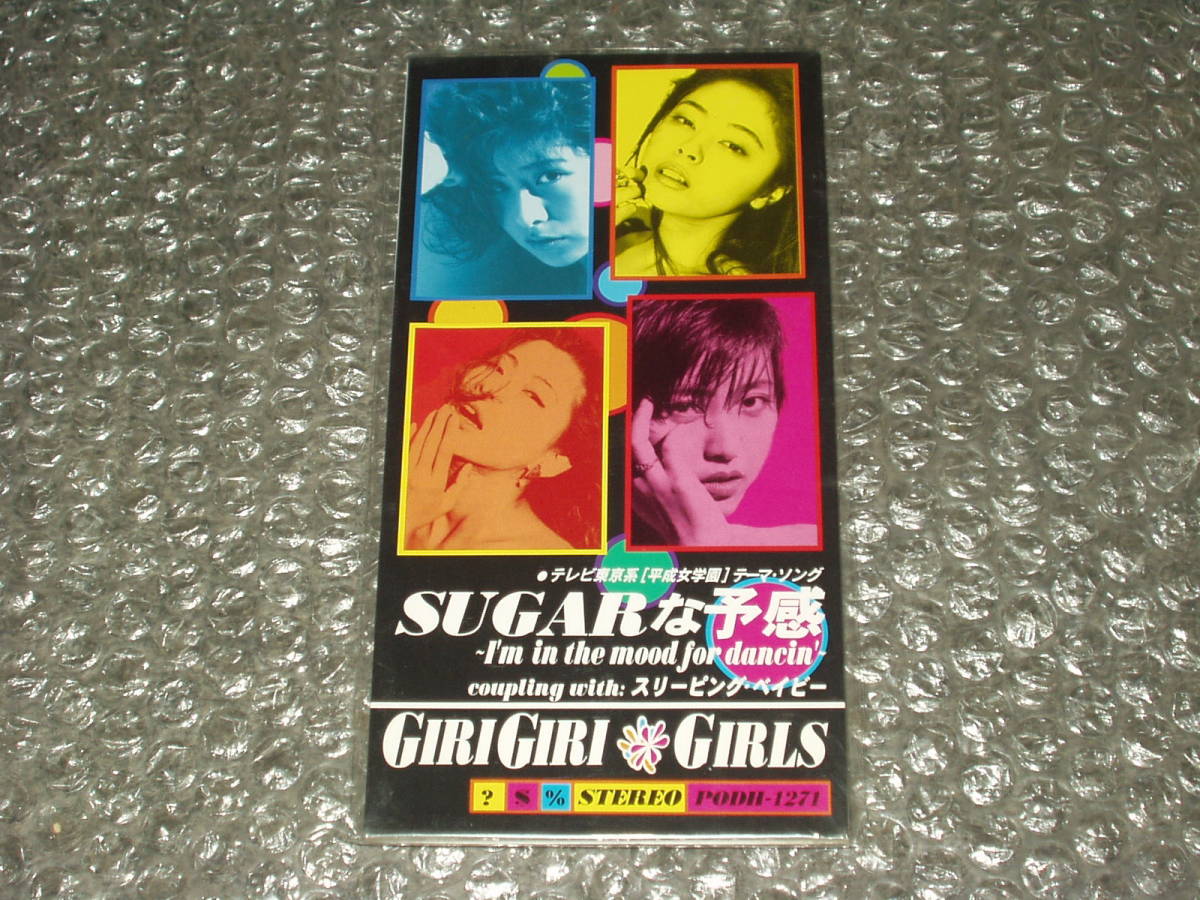 ●テレビ東京系[平成女学園]テーマ・ソング
SUGARな予感
~I'm in the mood for dancin'~
coupling with: スリーピング・ベイビー
GIRIGIRI GIRLS
? S % STEREO PODH-1271